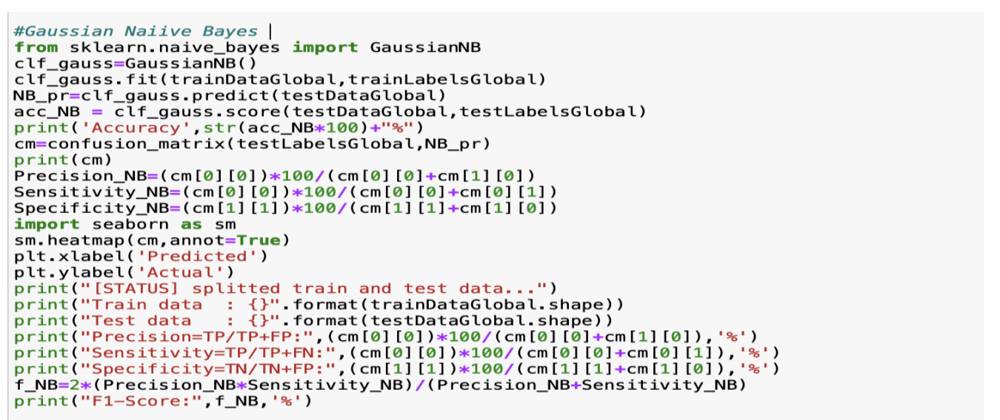 #Gaussian Naiive Bayes
from sklearn.naive_bayes import GaussianNB
clf_gauss=GaussianNB()
clf_gauss.fit(trainDataGlobal,trainLabelsGlobal)
NB_pr=clf_gauss.predict(testDataGlobal)
acc_NB = clf_gauss.score(testDataGlobal,testLabelsGlobal)
print('Accuracy',str(acc_NB*100)+"%")
cm=confusion_matrix(testLabelsGlobal,NB_pr)
print(cm)
Precision_NB=(cm[0][0])*100/(cm[0][0]+cm[1][0])
Sensitivity_NB=(cm[0][0])*100/(cm[0][0]+cm[0][1])
Specificity_NB=(cm[1][1])*100/(cm[1][1]+cm[1][0])
import seaborn as sm
sm.heatmap(cm,annot=True)
plt.xlabel('Predicted')
plt.ylabel('Actual')
print("[STATUS] splitted train and test data...")
print("Train data  : {}".format(trainDataGlobal.shape))
print("Test data   : {}".format(testDataGlobal.shape))
print("Precision=TP/TP+FP:",(cm[0][0])*100/(cm[0][0]+cm[1][0]),'%')
print("Sensitivity=TP/TP+FN:",(cm[0][0])*100/(cm[0][0]+cm[0][1]),'%')
print("Specificity=TN/TN+FP:",(cm[1][1])*100/(cm[1][1]+cm[1][0]),'%')
f_NB=2*(Precision_NB*Sensitivity_NB)/(Precision_NB+Sensitivity_NB)
print("F1-Score:",f_NB,'%')